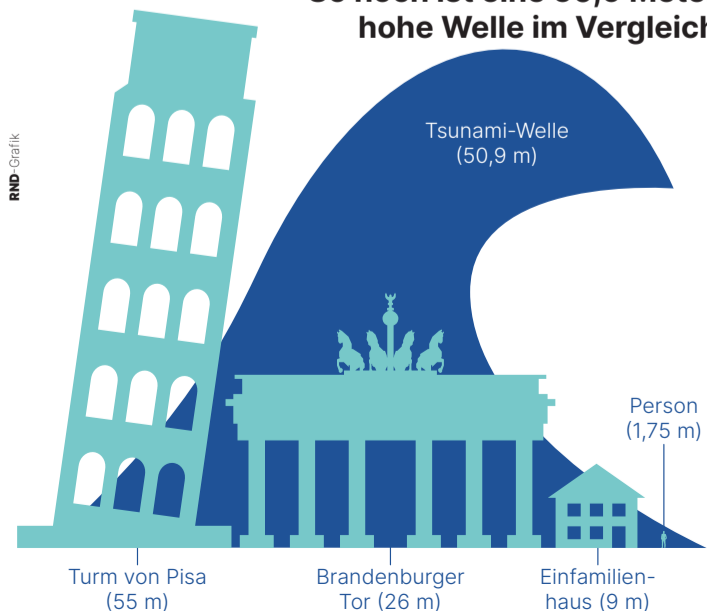 hohe Welle im Vergleich
Tsunami-Welle
(50,9 m)
RND-Grafik
Person
(1,75 m)
Turm von Pisa
(55 m)
Brandenburger
Tor (26 m)
Einfamilien-
haus (9 m)